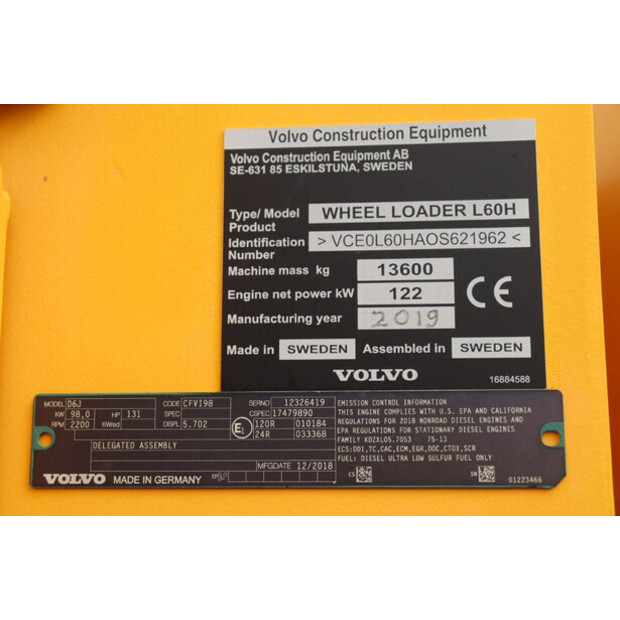 Volvo Construction Equipment
Volvo Construction Equipment AB
SE-631 85 ESKILSTUNA, SWEDEN
Type/ Model WHEEL LOADER L60H
Product
Identification > VCE0L60HAOS621962 <
Number
Machine mass kg 13600
Engine net power kW 122
Manufacturing year 2019
CE
Made in SWEDEN Assembled in SWEDEN
VOLVO
16884588
MODEL 06J CODE CFVI98 SERNO 12326419
KW 98,0 HP 131 SPEC CSPEC 17479890
RPM 2200 KWred DISPL 5.702 E1 120R 010184
24R 033368
DELEGATED ASSEMBLY
MFGDATE 12/2018
VOLVO MADE IN GERMANY
EMISSION CONTROL INFORMATION
THIS ENGINE COMPLIES WITH U.S. EPA AND CALIFORNIA
REGULATIONS FOR 2018 NONROAD DIESEL ENGINES AND
EPA REGULATIONS FOR STATIONARY DIESEL ENGINES
FAMILY KDZXL05.7053 75-13
ECS:DDI,TC,CAC,ECM,EGR,DOC,CTOX,SCR
FUEL: DIESEL ULTRA LOW SULFUR FUEL ONLY
CS SN 01223466